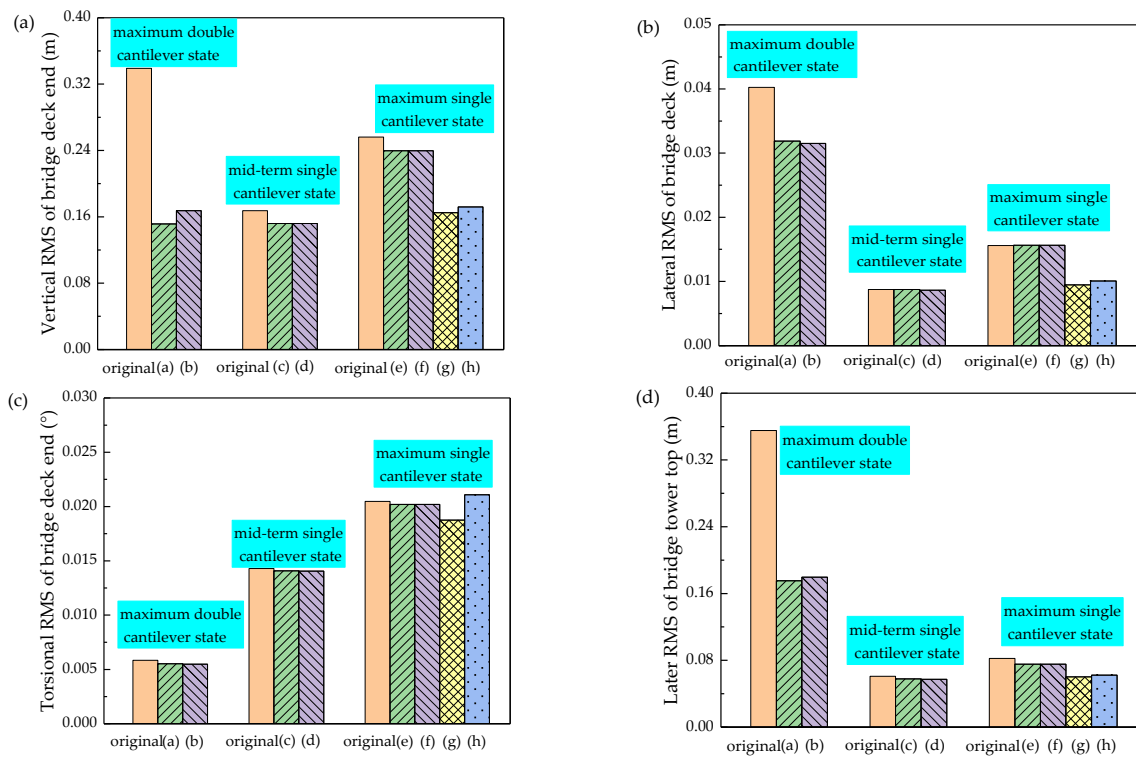 (a)
Vertical RMS of bridge deck end (m)
0.40
0.32
0.24
0.16
0.08
0.00
maximum double
cantilever state
mid-term single
cantilever state
maximum single
cantilever state
original(a) (b) original (c) (d) original(e) (f) (g) (h)
(b)
Lateral RMS of bridge deck (m)
0.05
0.04
0.03
0.02
0.01
0.00
maximum double
cantilever state
mid-term single
cantilever state
maximum single
cantilever state
original(a) (b) original(c) (d) original(e) (f) (g) (h)
(c)
Torsional RMS of bridge deck end (°)
0.030
0.025
0.020
0.015
0.010
0.005
0.000
maximum double
cantilever state
mid-term single
cantilever state
maximum single
cantilever state
original(a) (b) original(c) (d) original(e) (f) (g) (h)
(d)
Later RMS of bridge tower top (m)
0.40
0.32
0.24
0.16
0.08
0.00
maximum double
cantilever state
mid-term single
cantilever state
maximum single
cantilever state
original(a) (b) original(c) (d) original(e) (f) (g) (h)